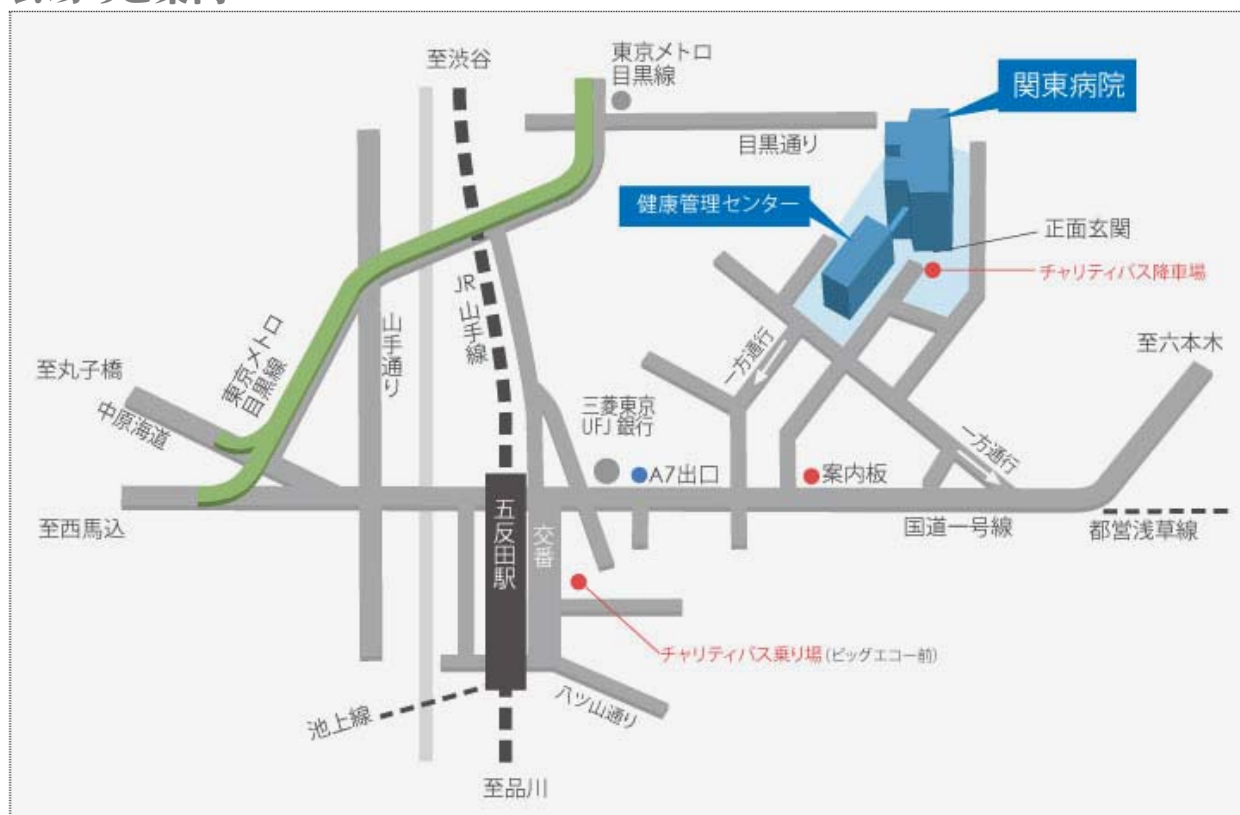 至渋谷
東京メトロ
目黒線
関東病院
目黒通り
健康管理センター
正面玄関
チャリティバス降車場
JR 山手線
山手通り
東京メトロ
目黒線
至丸子橋
中原海道
一方通行
至六本木
三菱東京
UFJ 銀行
A7出口
案内板
一方通行
至西馬込
五反田駅
交番
国道一号線
都営浅草線
チャリティバス乗り場(ビッグエコー前)
八ツ山通り
池上線
至品川